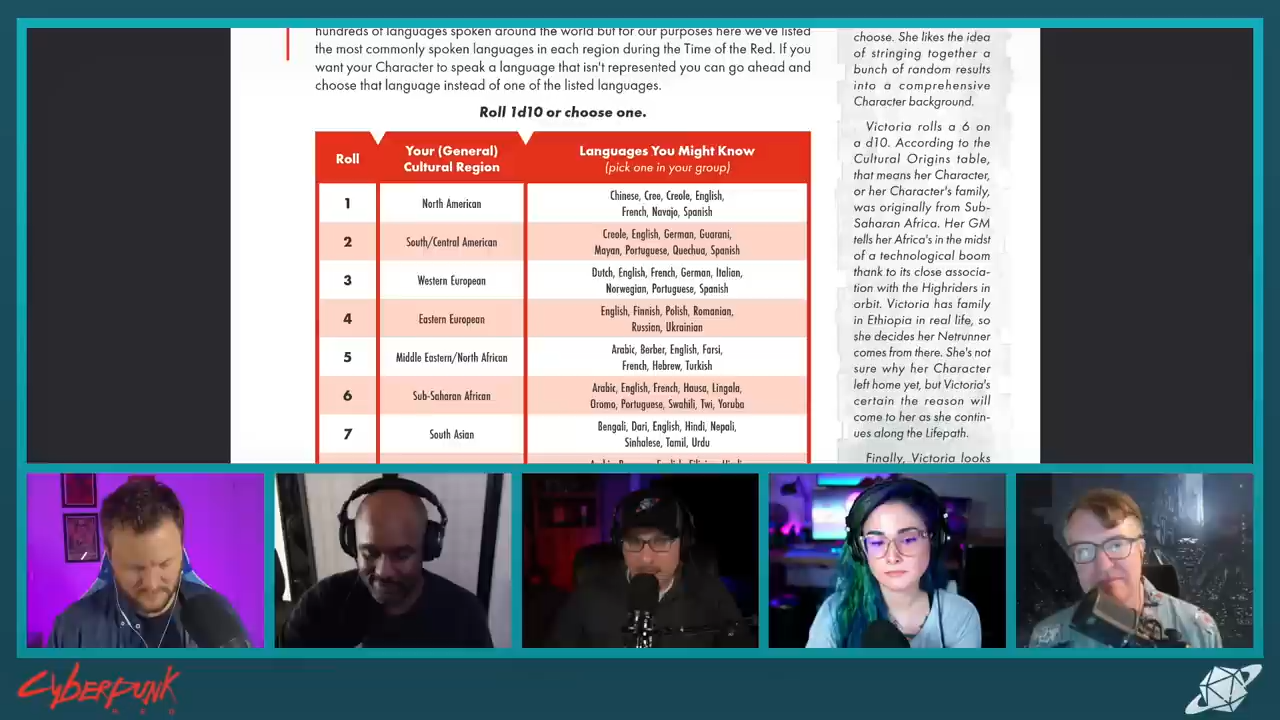 hundreds of languages spoken around the world but for our purposes here we've listed
the most commonly spoken languages in each region during the Time of the Red. If you
want your Character to speak a language that isn't represented you can go ahead and
choose that language instead of one of the listed languages.
Roll 1d10 or choose one.
Roll
Your (General)
Cultural Region
Languages You Might Know
(pick one in your group)
1
North American
Chinese, Cree, Creole, English,
French, Navajo, Spanish
2
South/Central American
Creole, English, German, Guarani,
Mayan, Portuguese, Quechua, Spanish
3
Western European
Dutch, English, French, German, Italian,
Norwegian, Portuguese, Spanish
4
Eastern European
English, Finnish, Polish, Romanian,
Russian, Ukrainian
5
Middle Eastern/North African
Arabic, Berber, English, Farsi,
French, Hebrew, Turkish
6
Sub-Saharan African
Arabic, English, French, Hausa, Lingala,
Oromo, Portuguese, Swahili, Twi, Yoruba
7
South Asian
Bengali, Dari, English, Hindi, Nepali,
Sinhalese, Tamil, Urdu
choose. She likes the idea
of stringing together a
bunch of random results
into a comprehensive
Character background.
Victoria rolls a 6 on
a d10. According to the
Cultural Origins table,
that means her Character,
or her Character's family,
was originally from Sub-
Saharan Africa. Her GM
tells her Africa's in the midst
of a technological boom
thank to its close associa-
tion with the Highriders in
orbit. Victoria has family
in Ethiopia in real life, so
she decides her Netrunner
comes from there. She's not
sure why her Character
left home yet, but Victoria's
certain the reason will
come to her as she contin-
ues along the Lifepath.
Finally, Victoria looks
Cyberpunk
RED